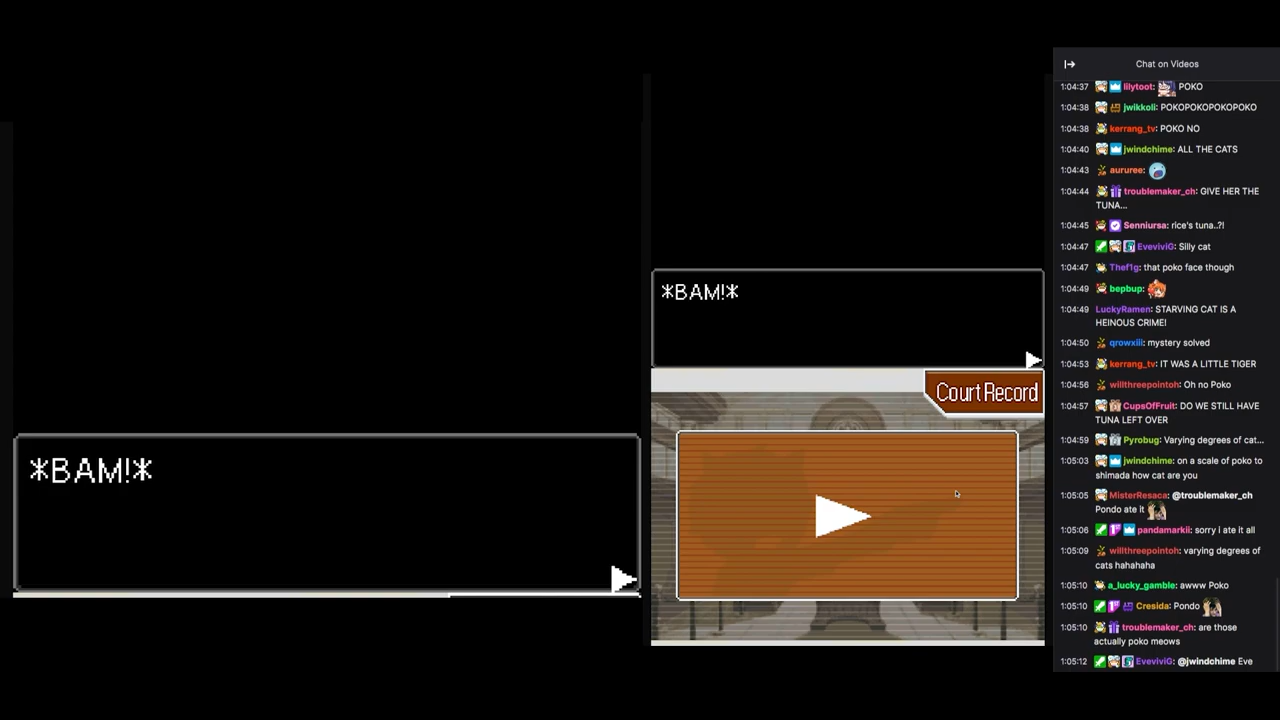 *BAM!*
*BAM!*
Court Record
Chat on Videos
1:04:37 lilytoot: POKO
1:04:38 jwikkoli: POKOPOKOPOKOPOKO
1:04:38 kerrang_tv: POKO NO
1:04:40 jwindchime: ALL THE CATS
1:04:43 aururee:
1:04:44 troublemaker_ch: GIVE HER THE
TUNA...
1:04:45 Senniursa: rice's tuna..?!
1:04:47 EveviviG: Silly cat
1:04:47 Thef1g: that poko face though
1:04:49 bepbup:
1:04:49 LuckyRamen: STARVING CAT IS A
HEINOUS CRIME!
1:04:50 qrowxiii: mystery solved
1:04:53 kerrang_tv: IT WAS A LITTLE TIGER
1:04:56 willthreepointoh: Oh no Poko
1:04:57 CupsOfFruit: DO WE STILL HAVE
TUNA LEFT OVER
1:04:59 Pyrobug: Varying degrees of cat...
1:05:03 jwindchime: on a scale of poko to
shimada how cat are you
1:05:05 MisterResaca: @troublemaker_ch
Pondo ate it
1:05:06 pandamarkii: sorry i ate it all
1:05:09 willthreepointoh: varying degrees of
cats hahahaha
1:05:10 a_lucky_gamble: awww Poko
1:05:10 Cresida: Pondo
1:05:10 troublemaker_ch: are those
actually poko meows
1:05:12 EveviviG: @jwindchime Eve